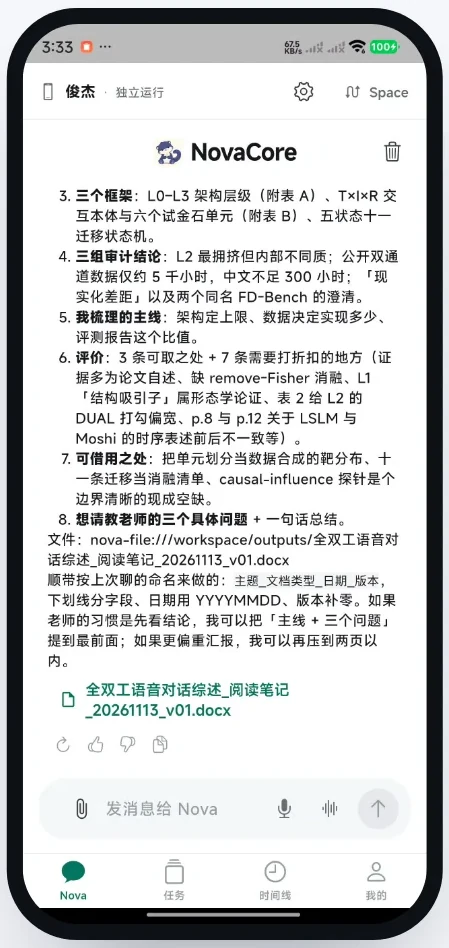 3:33 ··· 67.5 KB/s 100
俊杰 · 独立运行 Space
NovaCore
3. 三个框架：L0–L3 架构层级（附表 A）、T×I×R 交
互本体与六个试金石单元（附表 B）、五状态十一
迁移状态机。
4. 三组审计结论：L2 最拥挤但内部不同质；公开双通
道数据仅约 5 千小时，中文不足 300 小时；「现
实化差距」以及两个同名 FD-Bench 的澄清。
5. 我梳理的主线：架构定上限、数据决定实现多少、
评测报告这个比值。
6. 评价：3 条可取之处 + 7 条需要打折扣的地方（证
据多为论文自述、缺 remove-Fisher 消融、L1
「结构吸引子」属形态学论证、表 2 给 L2 的
DUAL 打勾偏宽、p.8 与 p.12 关于 LSLM 与
Moshi 的时序表述前后不一致等）。
7. 可借用之处：把单元划分当数据合成的靶分布、十
一条迁移当消融清单、causal-influence 探针是个
边界清晰的现成空缺。
8. 想请教老师的三个具体问题 + 一句话总结。
文件：nova-file:///workspace/outputs/全双工语音对
话综述_阅读笔记_20261113_v01.docx
顺带按上次聊的命名来做的：主题_文档类型_日期_版本，
下划线分字段、日期用 YYYYMMDD、版本补零。如果
老师的习惯是先看结论，我可以把「主线 + 三个问题」
提到最前面；如果更偏重汇报，我可以再压到两页以
内。
全双工语音对话综述_阅读笔记
_20261113_v01.docx
发消息给 Nova
Nova 任务 时间线 我的